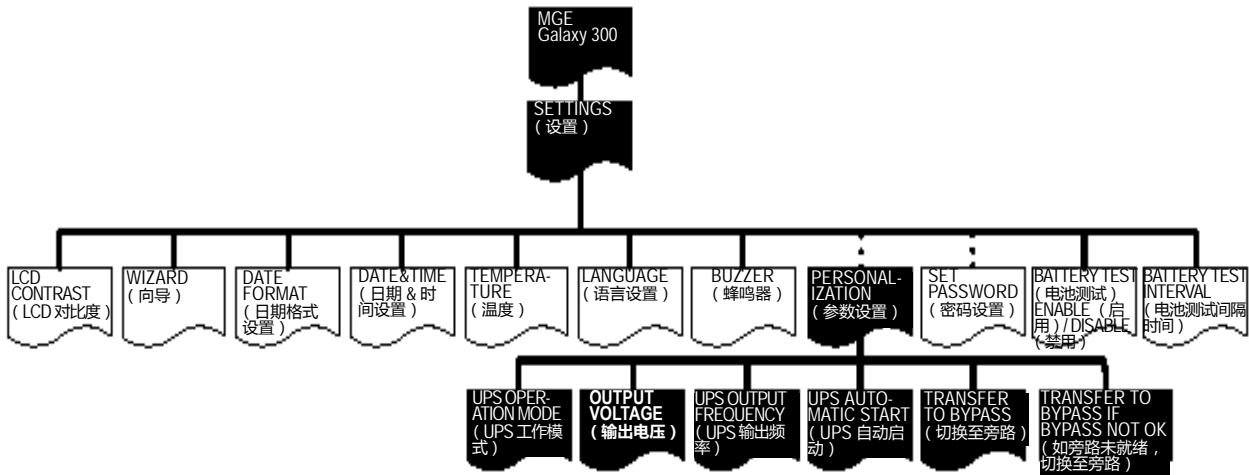 MGE
Galaxy 300
SETTINGS
（设置）
LCD
CONTRAST
（LCD 对比度）
WIZARD
（向导）
DATE
FORMAT
（日期格式
设置）
DATE&TIME
（日期 & 时
间设置）
TEMPERA-
TURE
（温度）
LANGUAGE
（语言设置）
BUZZER
（蜂鸣器）
PERSONAL-
IZATION
（参数设置）
SET
PASSWORD
（密码设置）
BATTERY TEST
（电池测试）
ENABLE（启
用）/ DISABLE
（禁用）
BATTERY TEST
INTERVAL
（电池测试间隔
时间）
UPS OPER-
ATION MODE
（UPS 工作模
式）
OUTPUT
VOLTAGE
（输出电压）
UPS OUTPUT
FREQUENCY
（UPS 输出频
率）
UPS AUTO-
MATIC START
（UPS 自动启
动）
TRANSFER
TO BYPASS
（切换至旁路）
TRANSFER TO
BYPASS IF
BYPASS NOT OK
（如旁路未就绪，
切换至旁路）